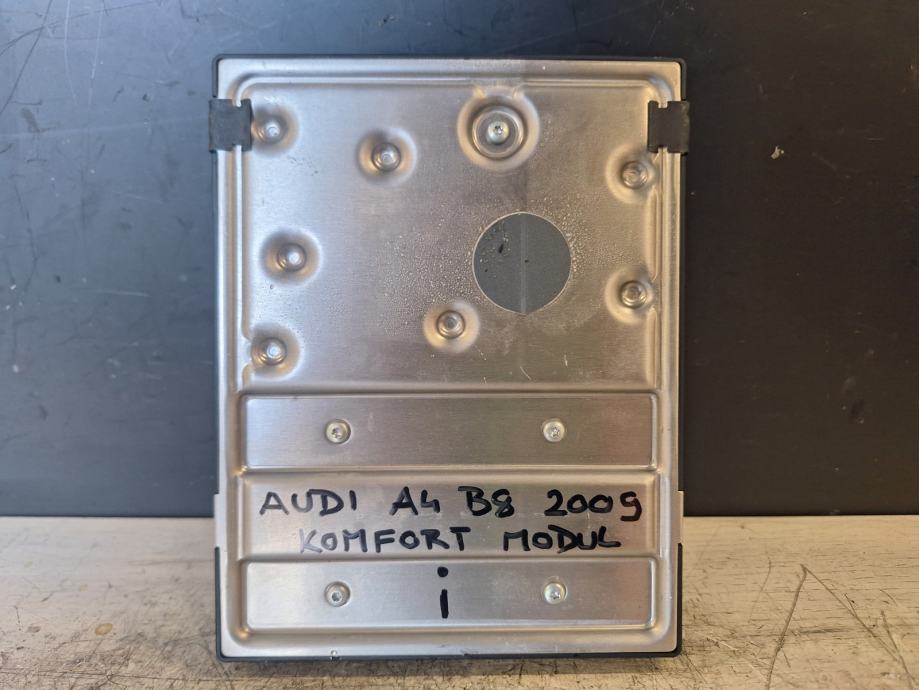 AUDI A4 B8 2009
KOMFORT MODUL
i